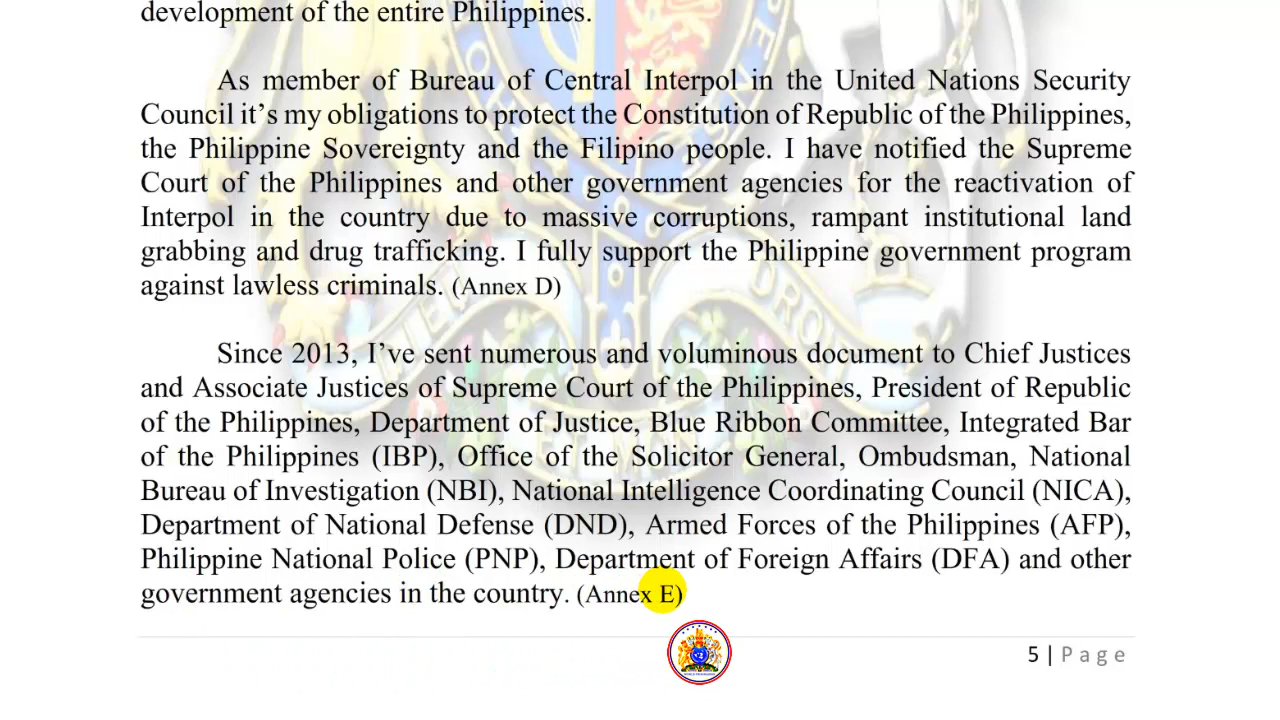 development of the entire Philippines.
As member of Bureau of Central Interpol in the United Nations Security
Council it's my obligations to protect the Constitution of Republic of the Philippines,
the Philippine Sovereignty and the Filipino people. I have notified the Supreme
Court of the Philippines and other government agencies for the reactivation of
Interpol in the country due to massive corruptions, rampant institutional land
grabbing and drug trafficking. I fully support the Philippine government program
against lawless criminals. (Annex D)
Since 2013, I've sent numerous and voluminous document to Chief Justices
and Associate Justices of Supreme Court of the Philippines, President of Republic
of the Philippines, Department of Justice, Blue Ribbon Committee, Integrated Bar
of the Philippines (IBP), Office of the Solicitor General, Ombudsman, National
Bureau of Investigation (NBI), National Intelligence Coordinating Council (NICA),
Department of National Defense (DND), Armed Forces of the Philippines (AFP),
Philippine National Police (PNP), Department of Foreign Affairs (DFA) and other
government agencies in the country. (Annex E)
5 | Page